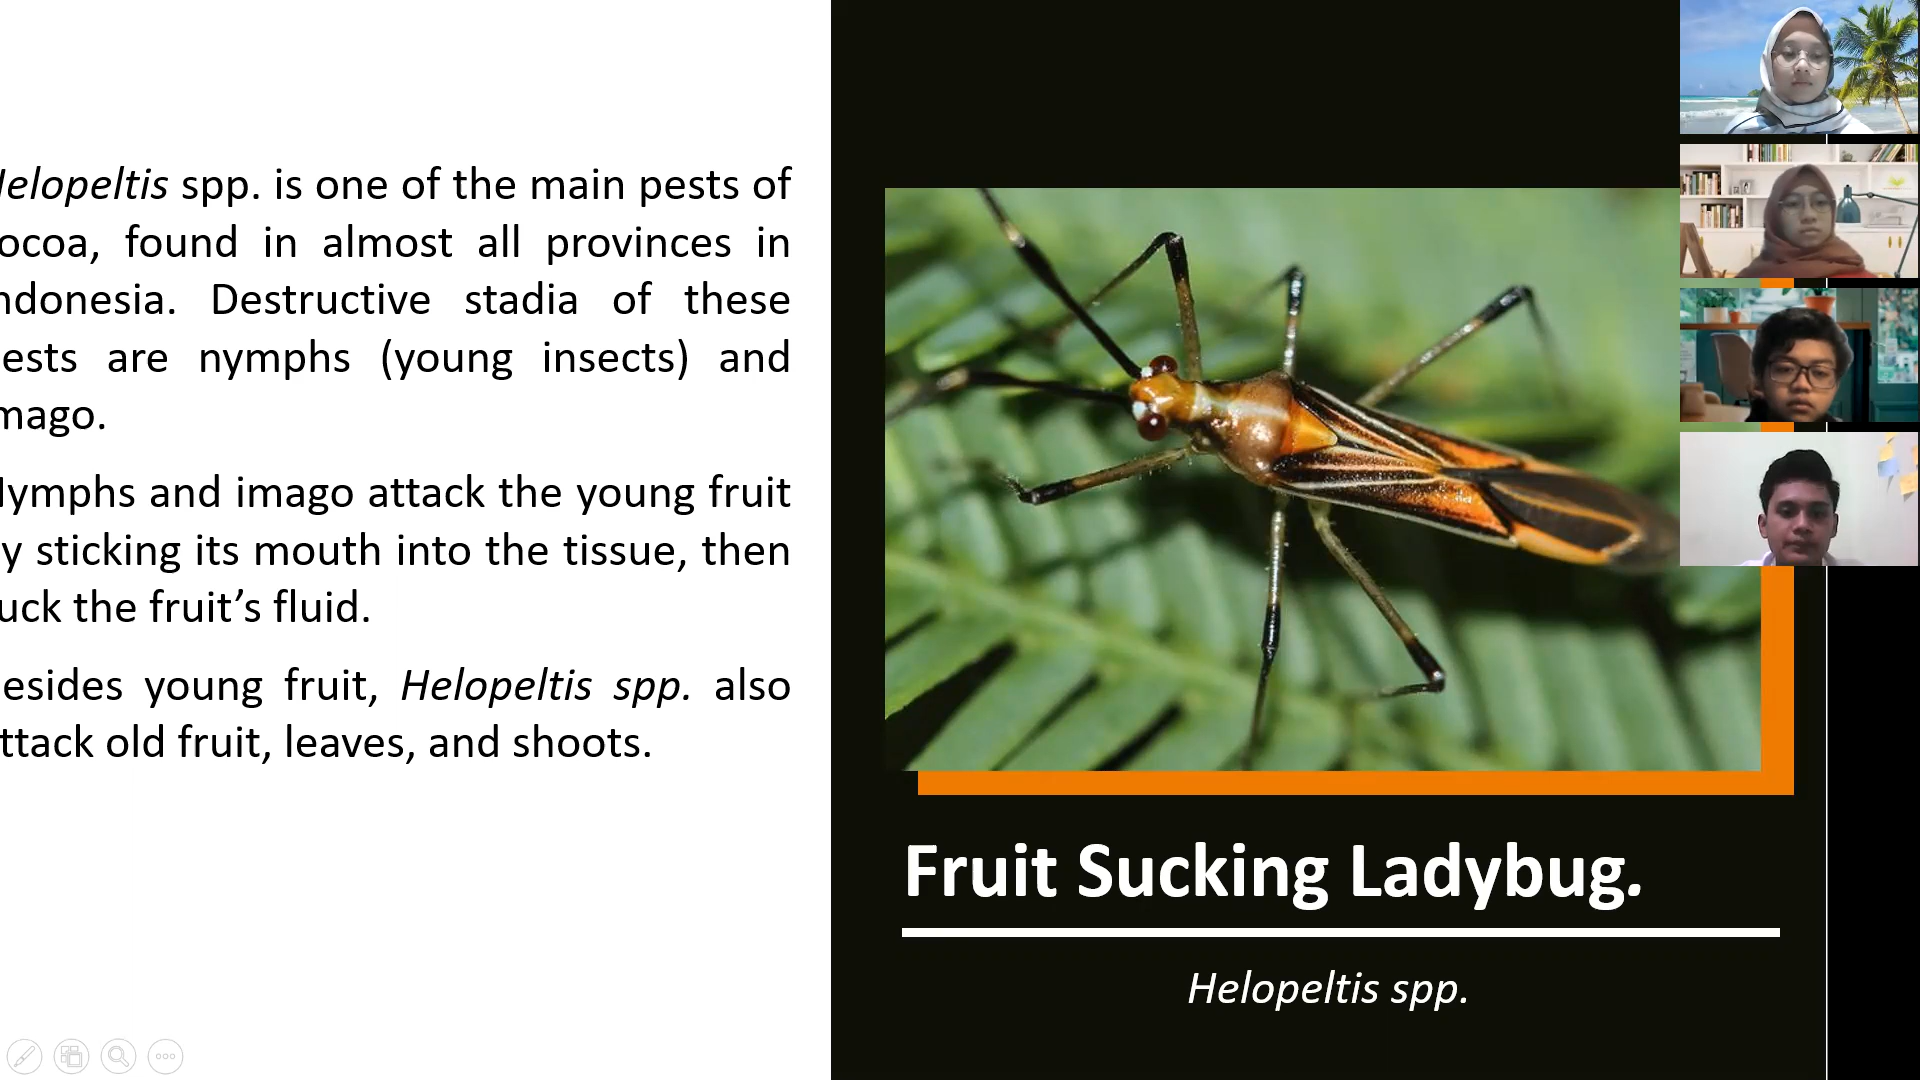 elopeltis spp. is one of the main pests of
ocoa, found in almost all provinces in
ndonesia. Destructive stadia of these
ests are nymphs (young insects) and
mago.
ymphs and imago attack the young fruit
y sticking its mouth into the tissue, then
uck the fruit’s fluid.
esides young fruit, Helopeltis spp. also
ttack old fruit, leaves, and shoots.
Fruit Sucking Ladybug.
Helopeltis spp.